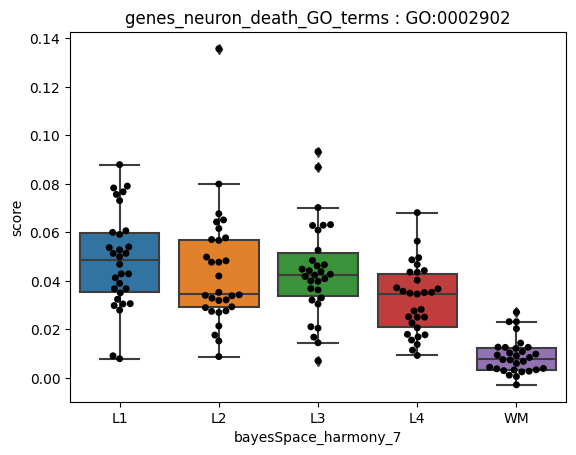 genes_neuron_death_GO_terms : GO:0002902
0.14
0.12
0.10
0.08
0.06
0.04
0.02
0.00
score
L1 L2 L3 L4 WM
bayesSpace_harmony_7